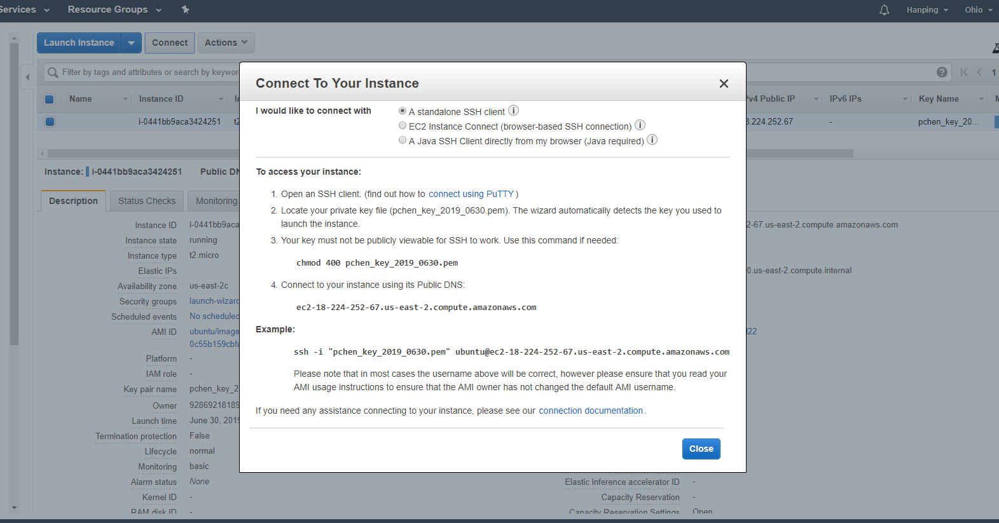 Services Resource Groups Hanping Ohio
Launch Instance Connect Actions
Filter by tags and attributes or search by keywor 1
Name Instance ID IPv6 IPs Key Name
i-0441bb9aca3424251 .224.252.67 - pchen_key_20...
Instance: i-0441bb9aca3424251 Public DN
Description Status Checks Monitoring
Instance ID i-0441bb9aca 2-67.us-east-2.compute.amazonaws.com
Instance state running
Instance type t2.micro
Elastic IPs 0.us-east-2.compute.internal
Availability zone us-east-2c
Security groups launch-wizard
Scheduled events No scheduled
AMI ID ubuntu/image
0c55b159cbfa
Platform -
IAM role -
Key pair name pchen_key_2
Owner 92869218189
Launch time June 30, 2019
Termination protection False
Lifecycle normal
Monitoring basic
Alarm status None
Kernel ID -
RAM disk ID -
Elastic Inference accelerator ID -
Capacity Reservation -
Capacity Reservation Settings Open
Connect To Your Instance
I would like to connect with
A standalone SSH client
EC2 Instance Connect (browser-based SSH connection)
A Java SSH Client directly from my browser (Java required)
To access your instance:
1. Open an SSH client. (find out how to connect using PuTTY)
2. Locate your private key file (pchen_key_2019_0630.pem). The wizard automatically detects the key you used to
launch the instance.
3. Your key must not be publicly viewable for SSH to work. Use this command if needed:
chmod 400 pchen_key_2019_0630.pem
4. Connect to your instance using its Public DNS:
ec2-18-224-252-67.us-east-2.compute.amazonaws.com
Example:
ssh -i "pchen_key_2019_0630.pem" ubuntu@ec2-18-224-252-67.us-east-2.compute.amazonaws.com
Please note that in most cases the username above will be correct, however please ensure that you read your
AMI usage instructions to ensure that the AMI owner has not changed the default AMI username.
If you need any assistance connecting to your instance, please see our connection documentation.
Close